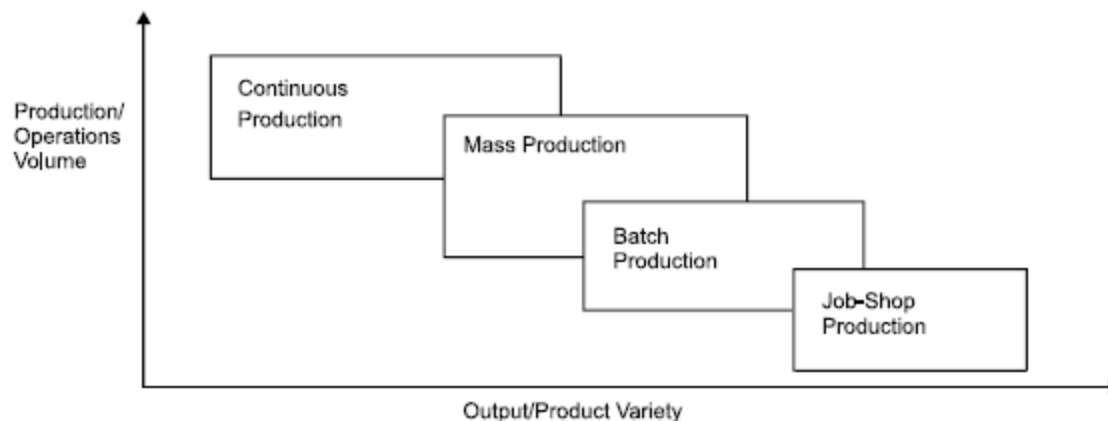 Continuous
Production
Production/
Operations
Volume
Mass Production
Batch
Production
Job-Shop
Production
Output/Product Variety